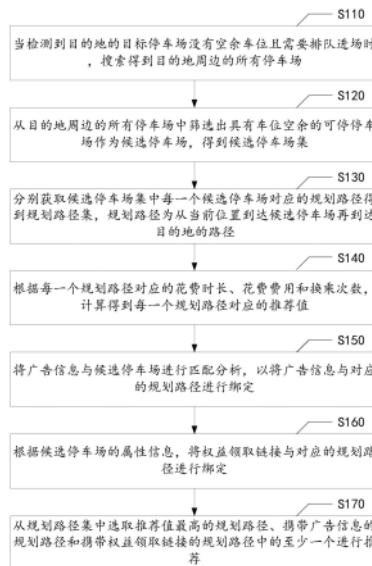 S110
当检测到目的地的目标停车场没有空余车位且需要排队进场时
，搜索得到目的地周边的所有停车场
S120
从目的地周边的所有停车场中筛选出具有车位空余的可停停车
场作为候选停车场，得到候选停车场集
S130
分别获取候选停车场集中每一个候选停车场对应的规划路径得
到规划路径集，规划路径为从当前位置到达候选停车场再到达
目的地的路径
S140
根据每一个规划路径对应的花费时长、花费费用和换乘次数，
计算得到每一个规划路径对应的推荐值
S150
将广告信息与候选停车场进行匹配分析，以将广告信息与对应
的规划路径进行绑定
S160
根据候选停车场的属性信息，将权益领取链接与对应的规划路
径进行绑定
S170
从规划路径集中选取推荐值最高的规划路径、携带广告信息的
规划路径和携带权益领取链接的规划路径中的至少一个进行推
荐